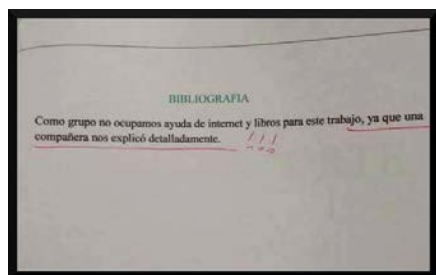 BIBLIOGRAFIA
Como grupo no ocupamos ayuda de internet y libros para este trabajo, ya que una
compañera nos explicó detalladamente. !!!